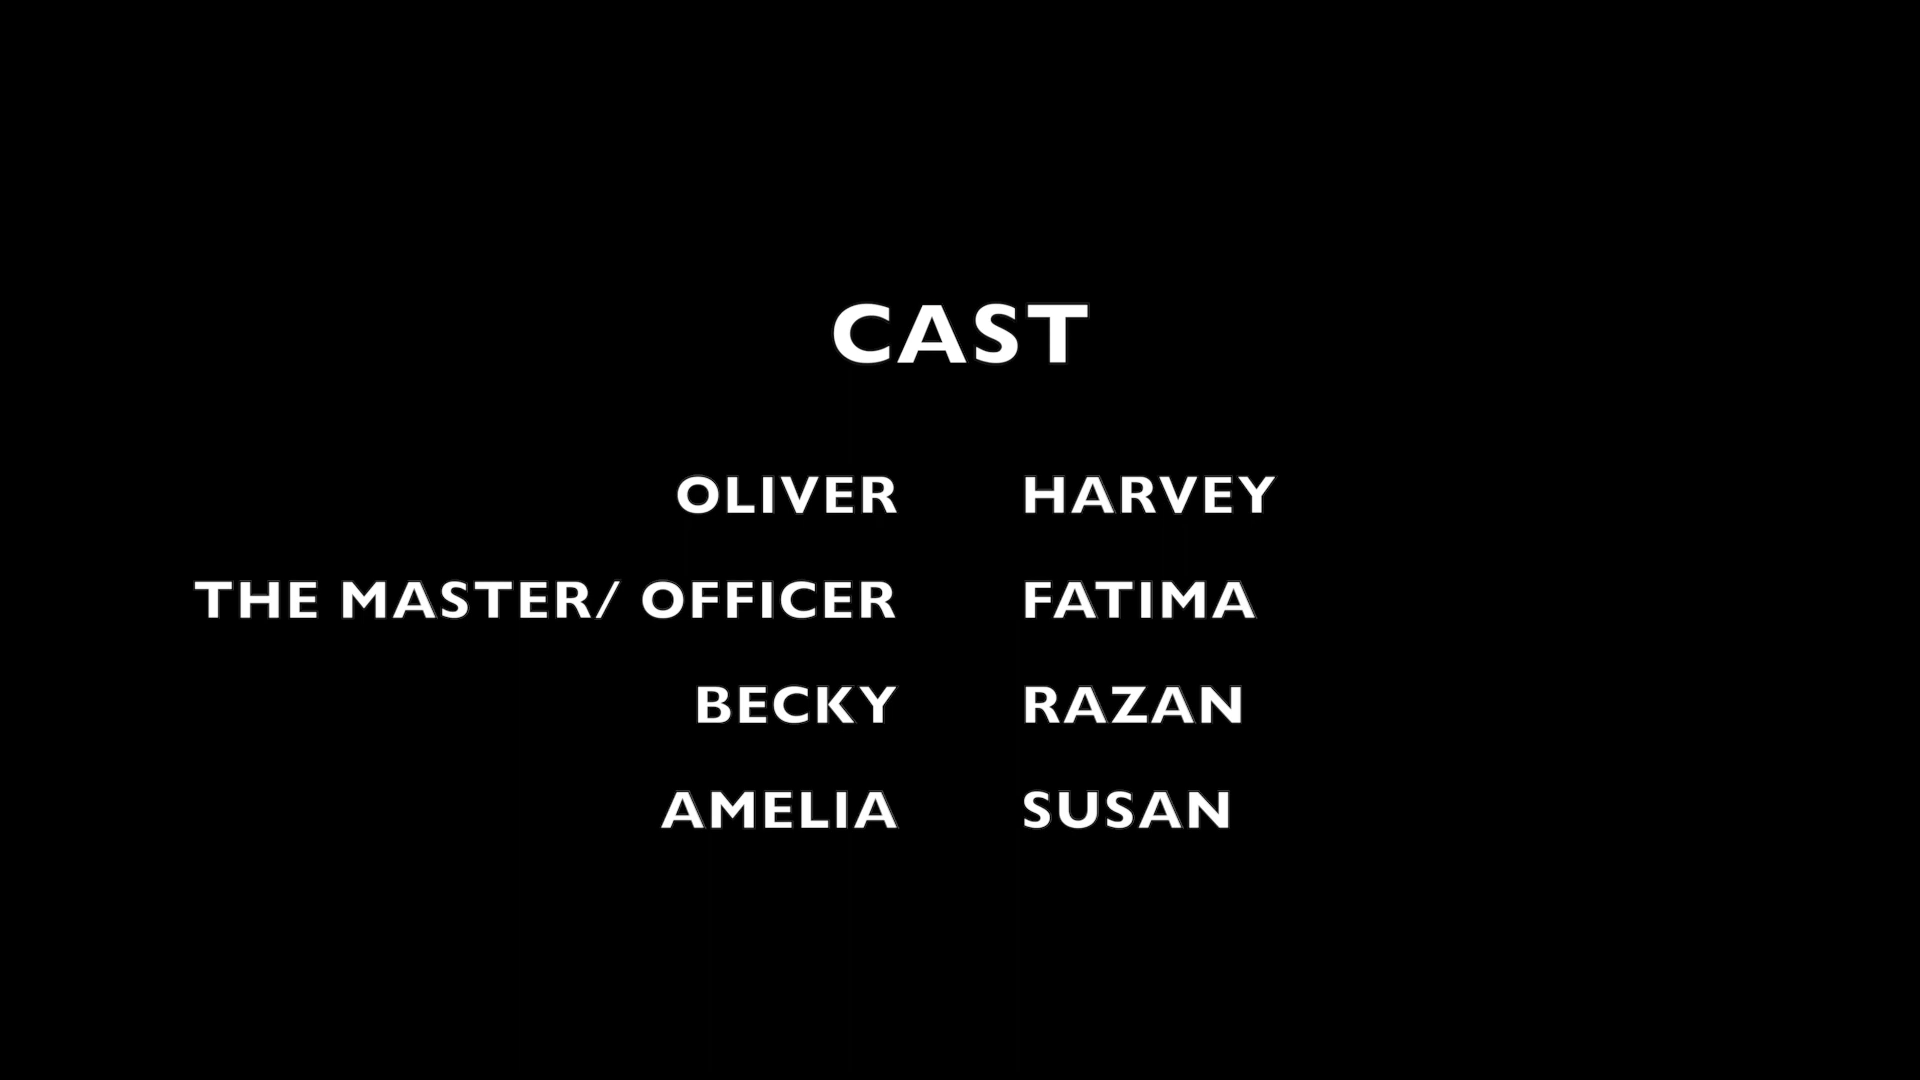 CAST
OLIVER HARVEY
THE MASTER/ OFFICER FATIMA
BECKY RAZAN
AMELIA SUSAN